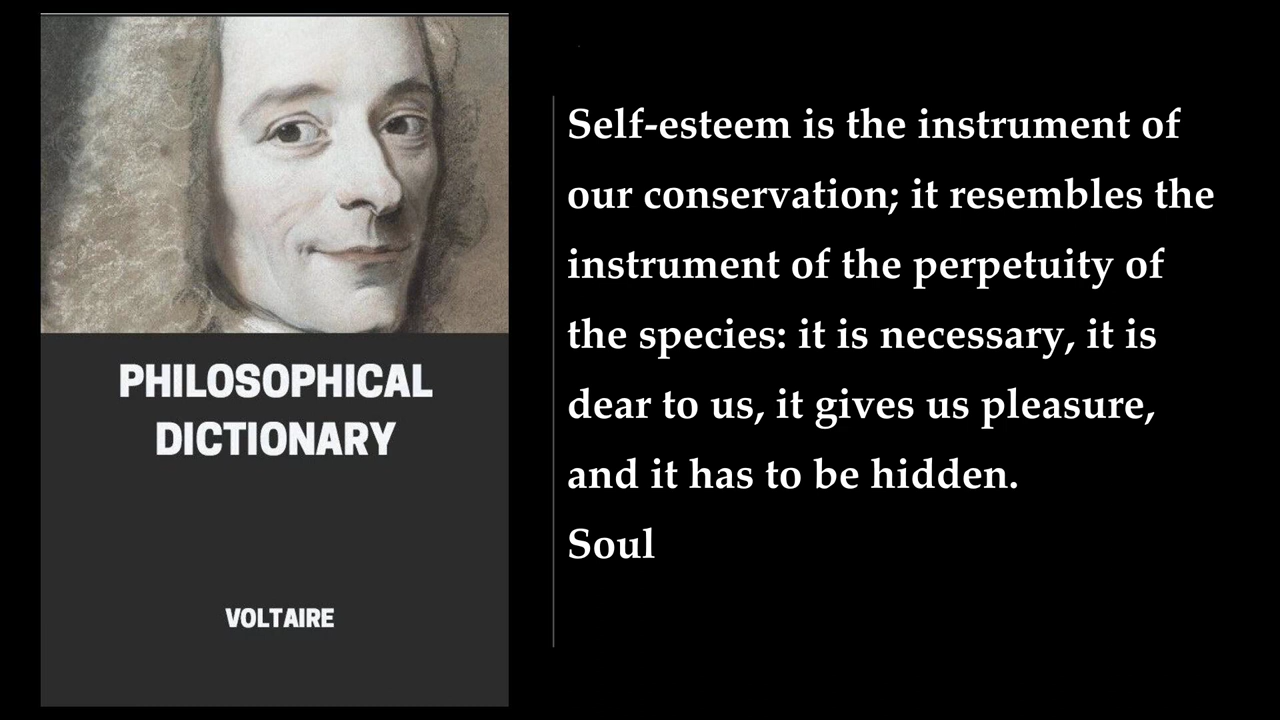 PHILOSOPHICAL
DICTIONARY
VOLTAIRE
Self-esteem is the instrument of
our conservation; it resembles the
instrument of the perpetuity of
the species: it is necessary, it is
dear to us, it gives us pleasure,
and it has to be hidden.
Soul